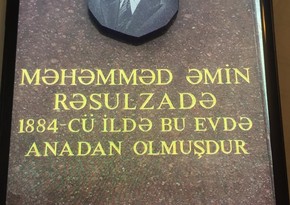 MƏHƏMMƏD ƏMİN
RƏSULZADƏ
1884-CÜ İLDƏ BU EVDƏ
ANADAN OLMUŞDUR